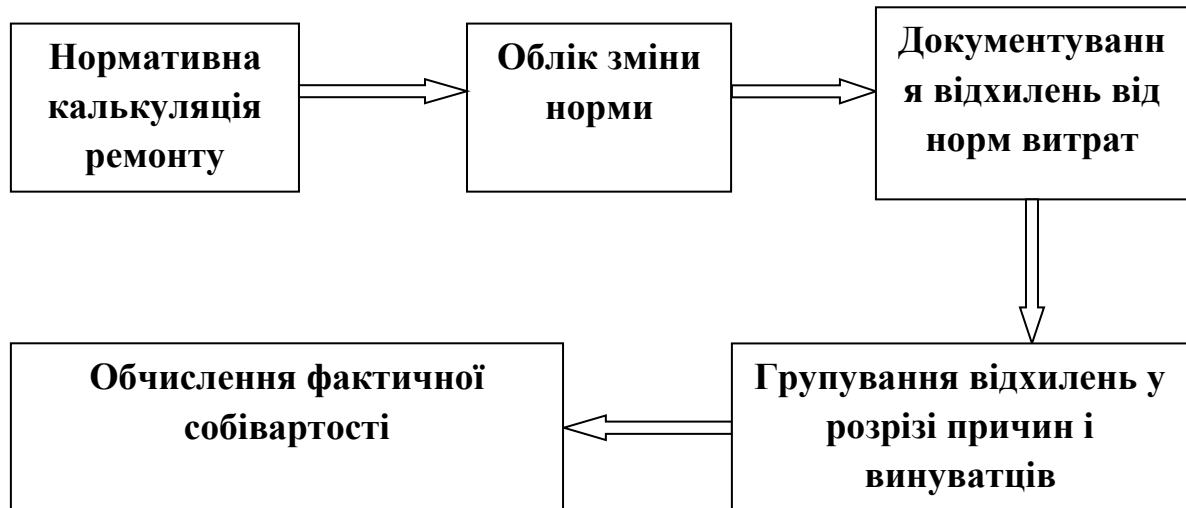 Нормативна
калькуляція
ремонту
Облік зміни
норми
Документуванн
я відхилень від
норм витрат
Групування відхилень у
розрізі причин і
винуватців
Обчислення фактичної
собівартості